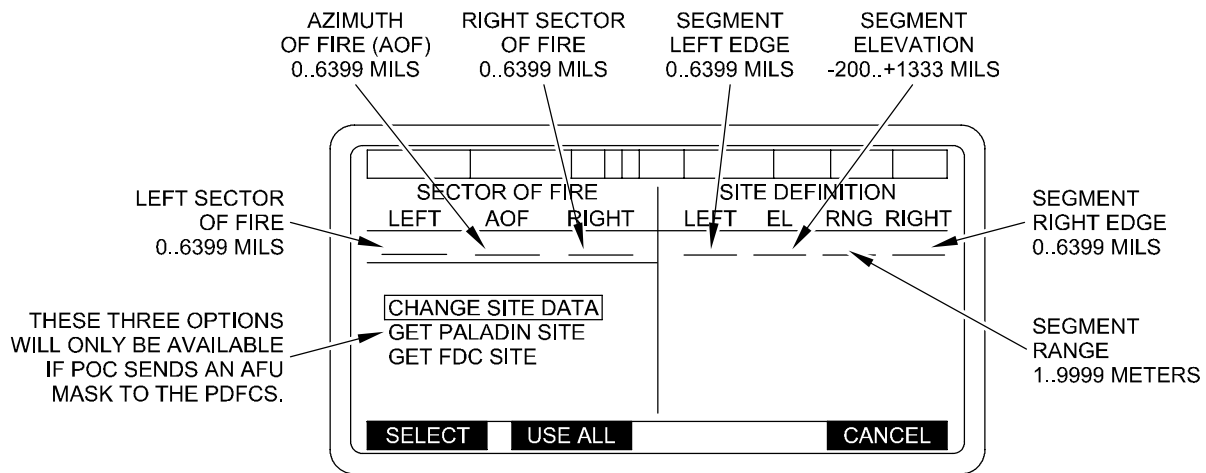 AZIMUTH
OF FIRE (AOF)
0..6399 MILS
RIGHT SECTOR
OF FIRE
0..6399 MILS
SEGMENT
LEFT EDGE
0..6399 MILS
SEGMENT
ELEVATION
-200..+1333 MILS
LEFT SECTOR
OF FIRE
0..6399 MILS
SECTOR OF FIRE
LEFT AOF RIGHT
SITE DEFINITION
LEFT EL RNG RIGHT
SEGMENT
RIGHT EDGE
0..6399 MILS
THESE THREE OPTIONS
WILL ONLY BE AVAILABLE
IF POC SENDS AN AFU
MASK TO THE PDFCS.
CHANGE SITE DATA
GET PALADIN SITE
GET FDC SITE
SEGMENT
RANGE
1..9999 METERS
SELECT USE ALL CANCEL